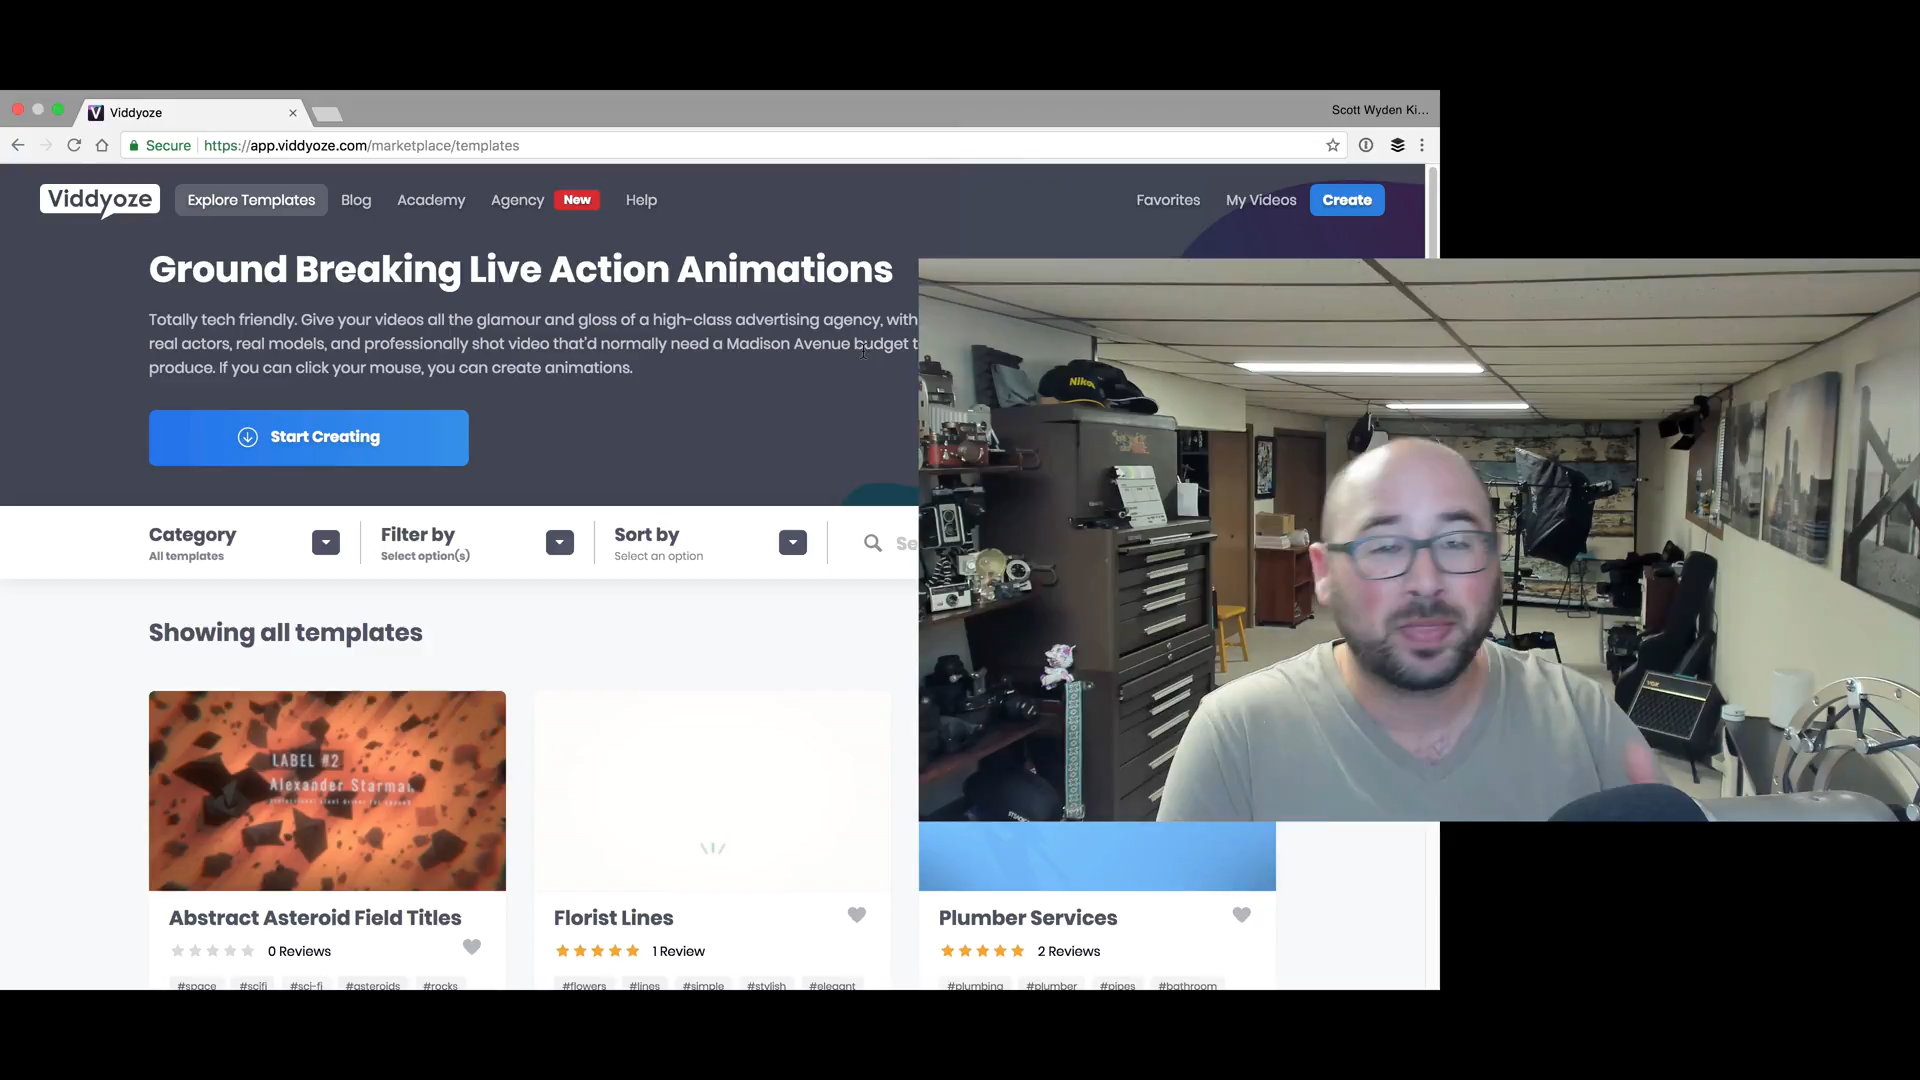 Viddyoze
Scott Wyden Ki...
Secure https://app.viddyoze.com/marketplace/templates
Viddyoze
Explore Templates
Blog
Academy
Agency
New
Help
Favorites
My Videos
Create
Ground Breaking Live Action Animations
Totally tech friendly. Give your videos all the glamour and gloss of a high-class advertising agency, with
real actors, real models, and professionally shot video that'd normally need a Madison Avenue budget t
produce. If you can click your mouse, you can create animations.
Start Creating
Category
All templates
Filter by
Select option(s)
Sort by
Select an option
Se
Nikon
Showing all templates
LABEL #2
Alexander Starman
VOX
Abstract Asteroid Field Titles
0 Reviews
#space #scifi #sci-fi #asteroids #rocks
Florist Lines
1 Review
#flowers #lines #simple #stylish #elegant
Plumber Services
2 Reviews
#plumbing #plumber #pipes #bathroom